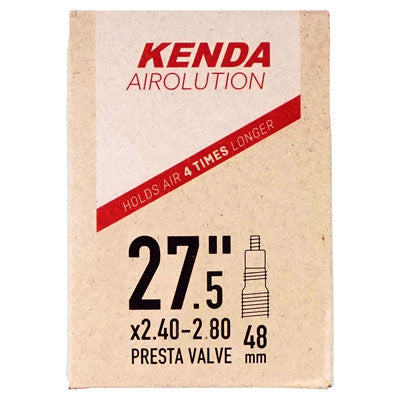 KENDA
AIROLUTION
HOLDS AIR 4 TIMES LONGER
27.5"
x2.40-2.80
PRESTA VALVE
48
mm